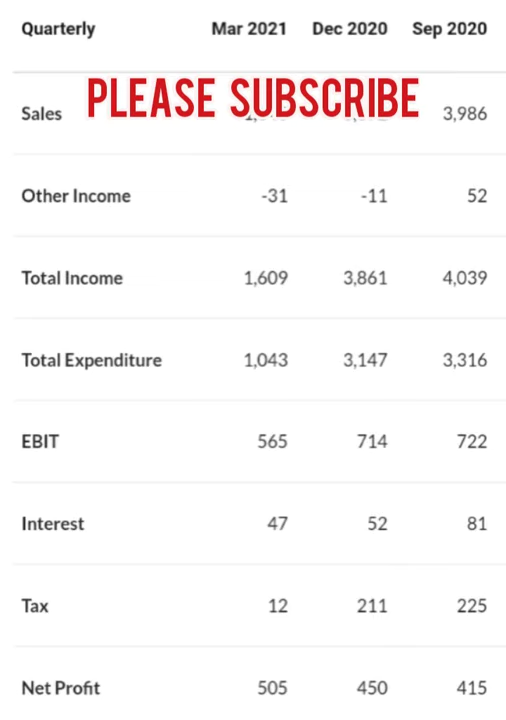 Quarterly Mar 2021 Dec 2020 Sep 2020
PLEASE SUBSCRIBE
Sales 3,986
Other Income -31 -11 52
Total Income 1,609 3,861 4,039
Total Expenditure 1,043 3,147 3,316
EBIT 565 714 722
Interest 47 52 81
Tax 12 211 225
Net Profit 505 450 415